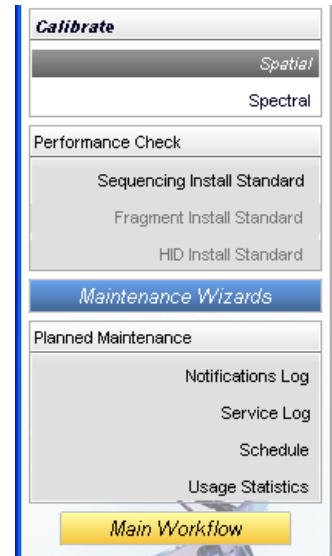 Calibrate
Spatial
Spectral
Performance Check
Sequencing Install Standard
Fragment Install Standard
HID Install Standard
Maintenance Wizards
Planned Maintenance
Notifications Log
Service Log
Schedule
Usage Statistics
Main Workflow